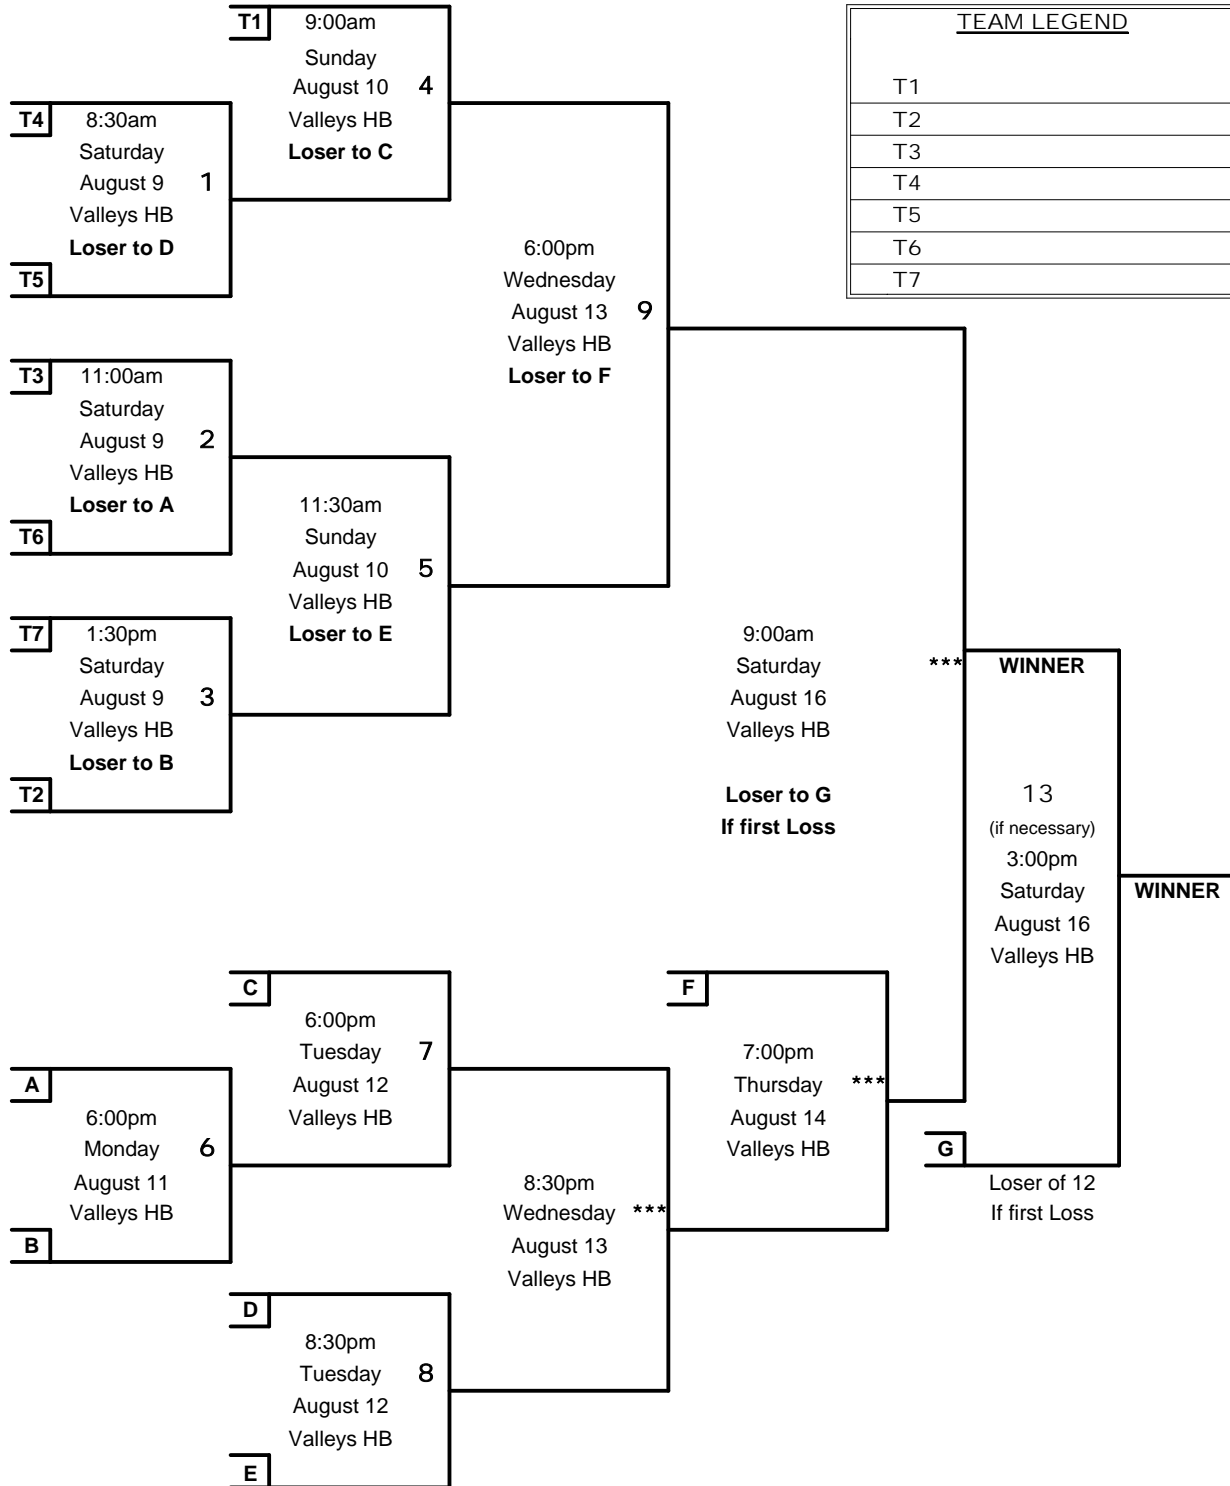 T1
9:00am
Sunday
August 10 4
Valleys HB
Loser to C
TEAM LEGEND
T1
T2
T3
T4
T5
T6
T7
T4
8:30am
Saturday
August 9 1
Valleys HB
Loser to D
T5
6:00pm
Wednesday
August 13 9
Valleys HB
Loser to F
T3
11:00am
Saturday
August 9 2
Valleys HB
Loser to A
T6
11:30am
Sunday
August 10 5
Valleys HB
Loser to E
T7
1:30pm
Saturday
August 9 3
Valleys HB
Loser to B
T2
9:00am
Saturday ***
August 16
Valleys HB
Loser to G
If first Loss
WINNER
13
(if necessary)
3:00pm
Saturday
August 16
Valleys HB
WINNER
C
6:00pm
Tuesday 7
August 12
Valleys HB
F
7:00pm
Thursday ***
August 14
Valleys HB
A
6:00pm
Monday 6
August 11
Valleys HB
B
G
Loser of 12
If first Loss
8:30pm
Wednesday ***
August 13
Valleys HB
D
8:30pm
Tuesday 8
August 12
Valleys HB
E